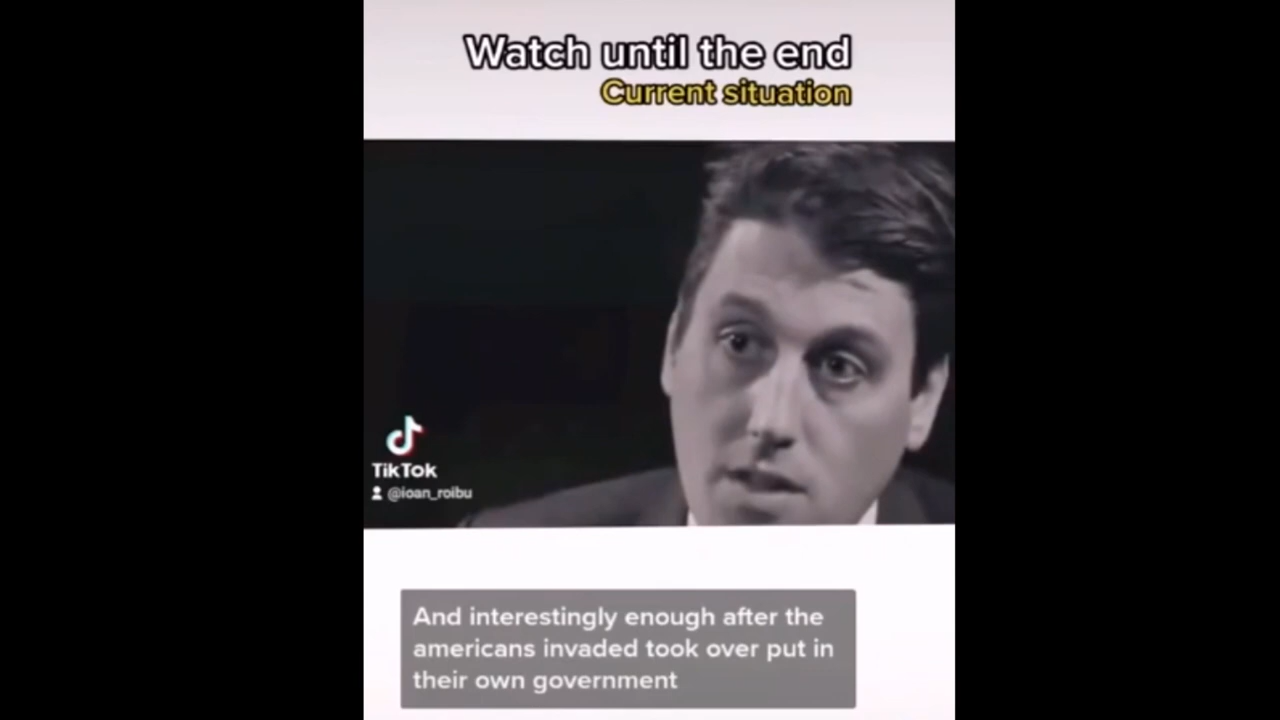 Watch until the end
Current situation
TikTok
@ioan_roibu
And interestingly enough after the
americans invaded took over put in
their own government